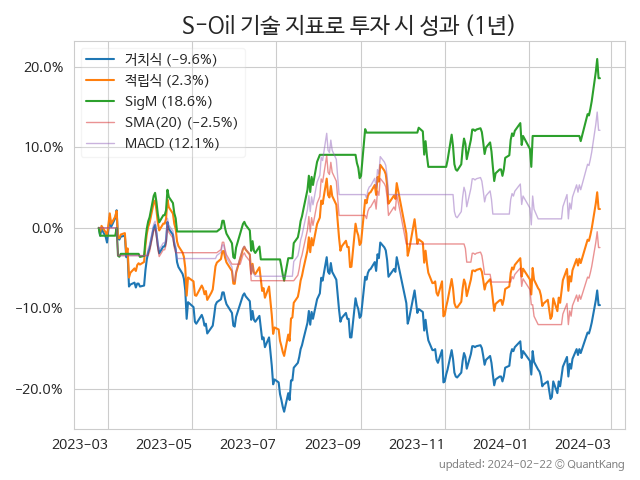 S-Oil 기술 지표로 투자 시 성과 (1년)
거치식 (-9.6%)
적립식 (2.3%)
SigM (18.6%)
SMA(20) (-2.5%)
MACD (12.1%)
20.0%
10.0%
0.0%
-10.0%
-20.0%
2023-03 2023-05 2023-07 2023-09 2023-11 2024-01 2024-03
updated: 2024-02-22 © QuantKang